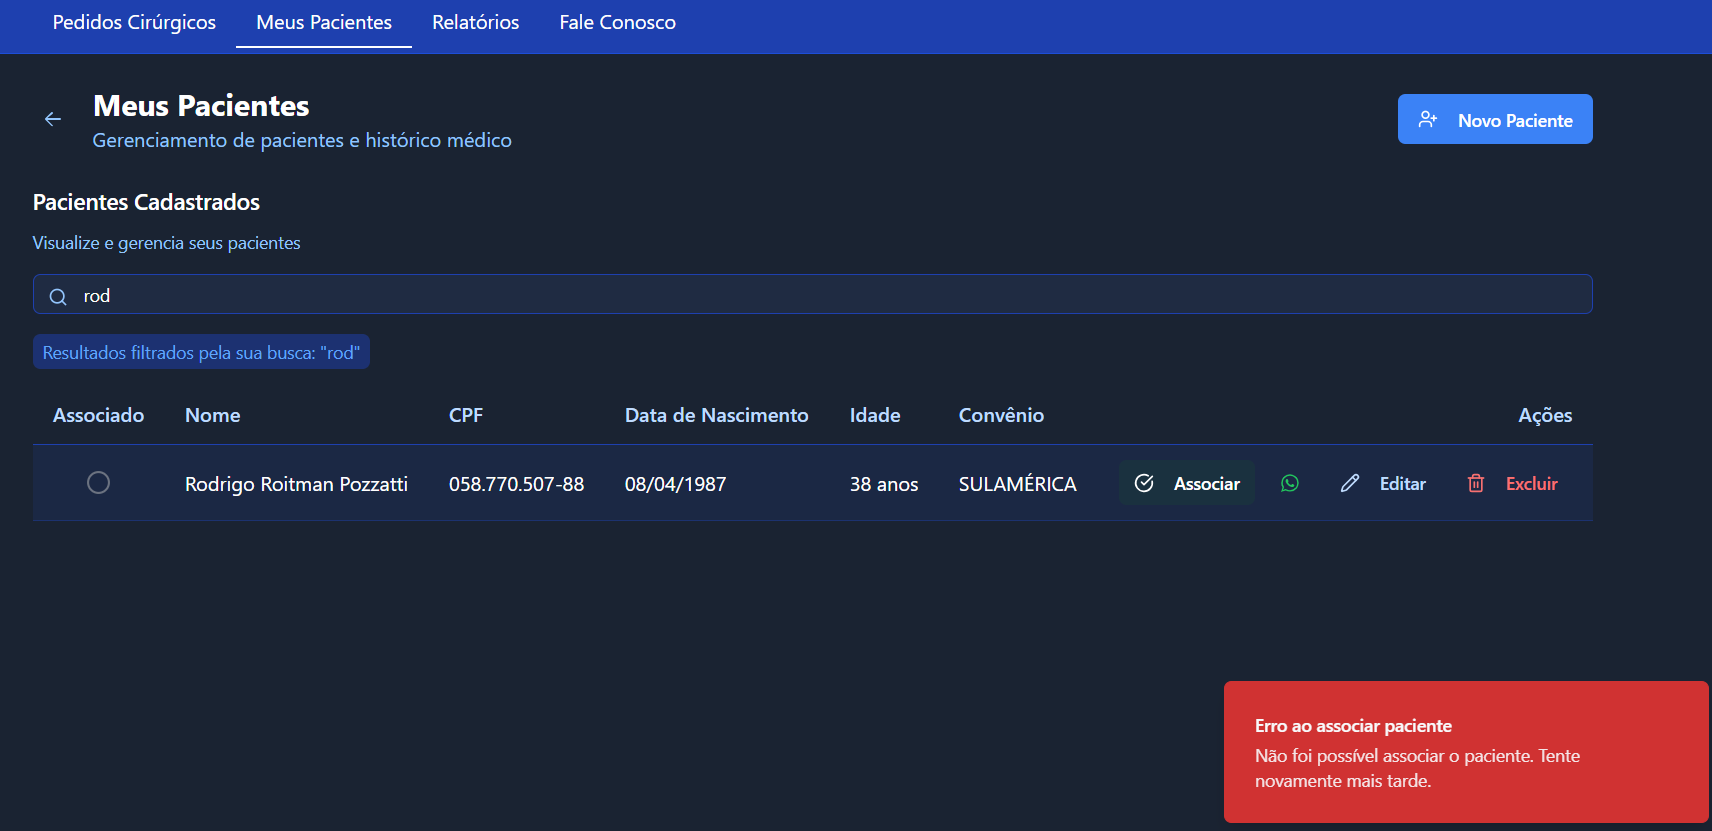 Pedidos Cirúrgicos Meus Pacientes Relatórios Fale Conosco
Meus Pacientes
Gerenciamento de pacientes e histórico médico
Novo Paciente
Pacientes Cadastrados
Visualize e gerencia seus pacientes
rod
Resultados filtrados pela sua busca: "rod"
Associado Nome CPF Data de Nascimento Idade Convênio Ações
Rodrigo Roitman Pozzatti 058.770.507-88 08/04/1987 38 anos SULAMÉRICA Associar Editar Excluir
Erro ao associar paciente
Não foi possível associar o paciente. Tente
novamente mais tarde.